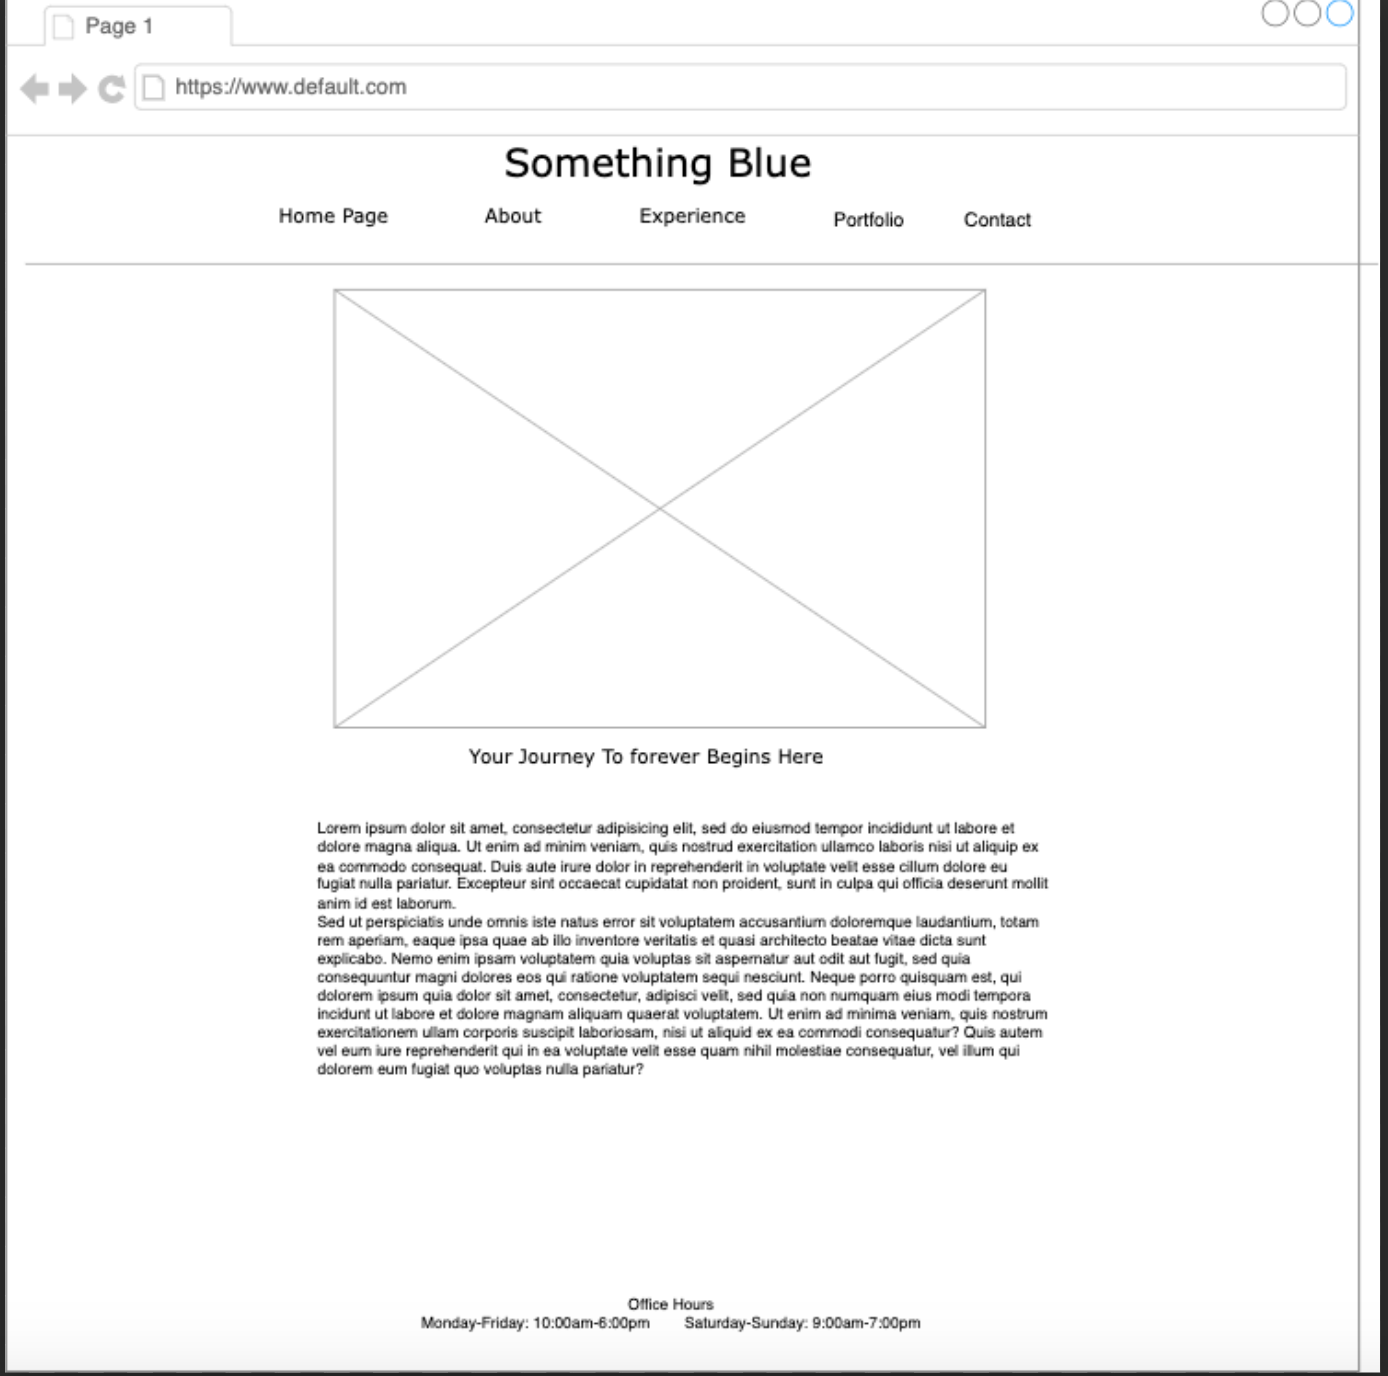 Page 1
https://www.default.com
Something Blue
Home Page About Experience Portfolio Contact
Your Journey To forever Begins Here
Lorem ipsum dolor sit amet, consectetur adipisicing elit, sed do eiusmod tempor incididunt ut labore et
dolore magna aliqua. Ut enim ad minim veniam, quis nostrud exercitation ullamco laboris nisi ut aliquip ex
ea commodo consequat. Duis aute irure dolor in reprehenderit in voluptate velit esse cillum dolore eu
fugiat nulla pariatur. Excepteur sint occaecat cupidatat non proident, sunt in culpa qui officia deserunt mollit
anim id est laborum.
Sed ut perspiciatis unde omnis iste natus error sit voluptatem accusantium doloremque laudantium, totam
rem aperiam, eaque ipsa quae ab illo inventore veritatis et quasi architecto beatae vitae dicta sunt
explicabo. Nemo enim ipsam voluptatem quia voluptas sit aspernatur aut odit aut fugit, sed quia
consequuntur magni dolores eos qui ratione voluptatem sequi nesciunt. Neque porro quisquam est, qui
dolorem ipsum quia dolor sit amet, consectetur, adipisci velit, sed quia non numquam eius modi tempora
incidunt ut labore et dolore magnam aliquam quaerat voluptatem. Ut enim ad minima veniam, quis nostrum
exercitationem ullam corporis suscipit laboriosam, nisi ut aliquid ex ea commodi consequatur? Quis autem
vel eum iure reprehenderit qui in ea voluptate velit esse quam nihil molestiae consequatur, vel illum qui
dolorem eum fugiat quo voluptas nulla pariatur?
Office Hours
Monday-Friday: 10:00am-6:00pm Saturday-Sunday: 9:00am-7:00pm